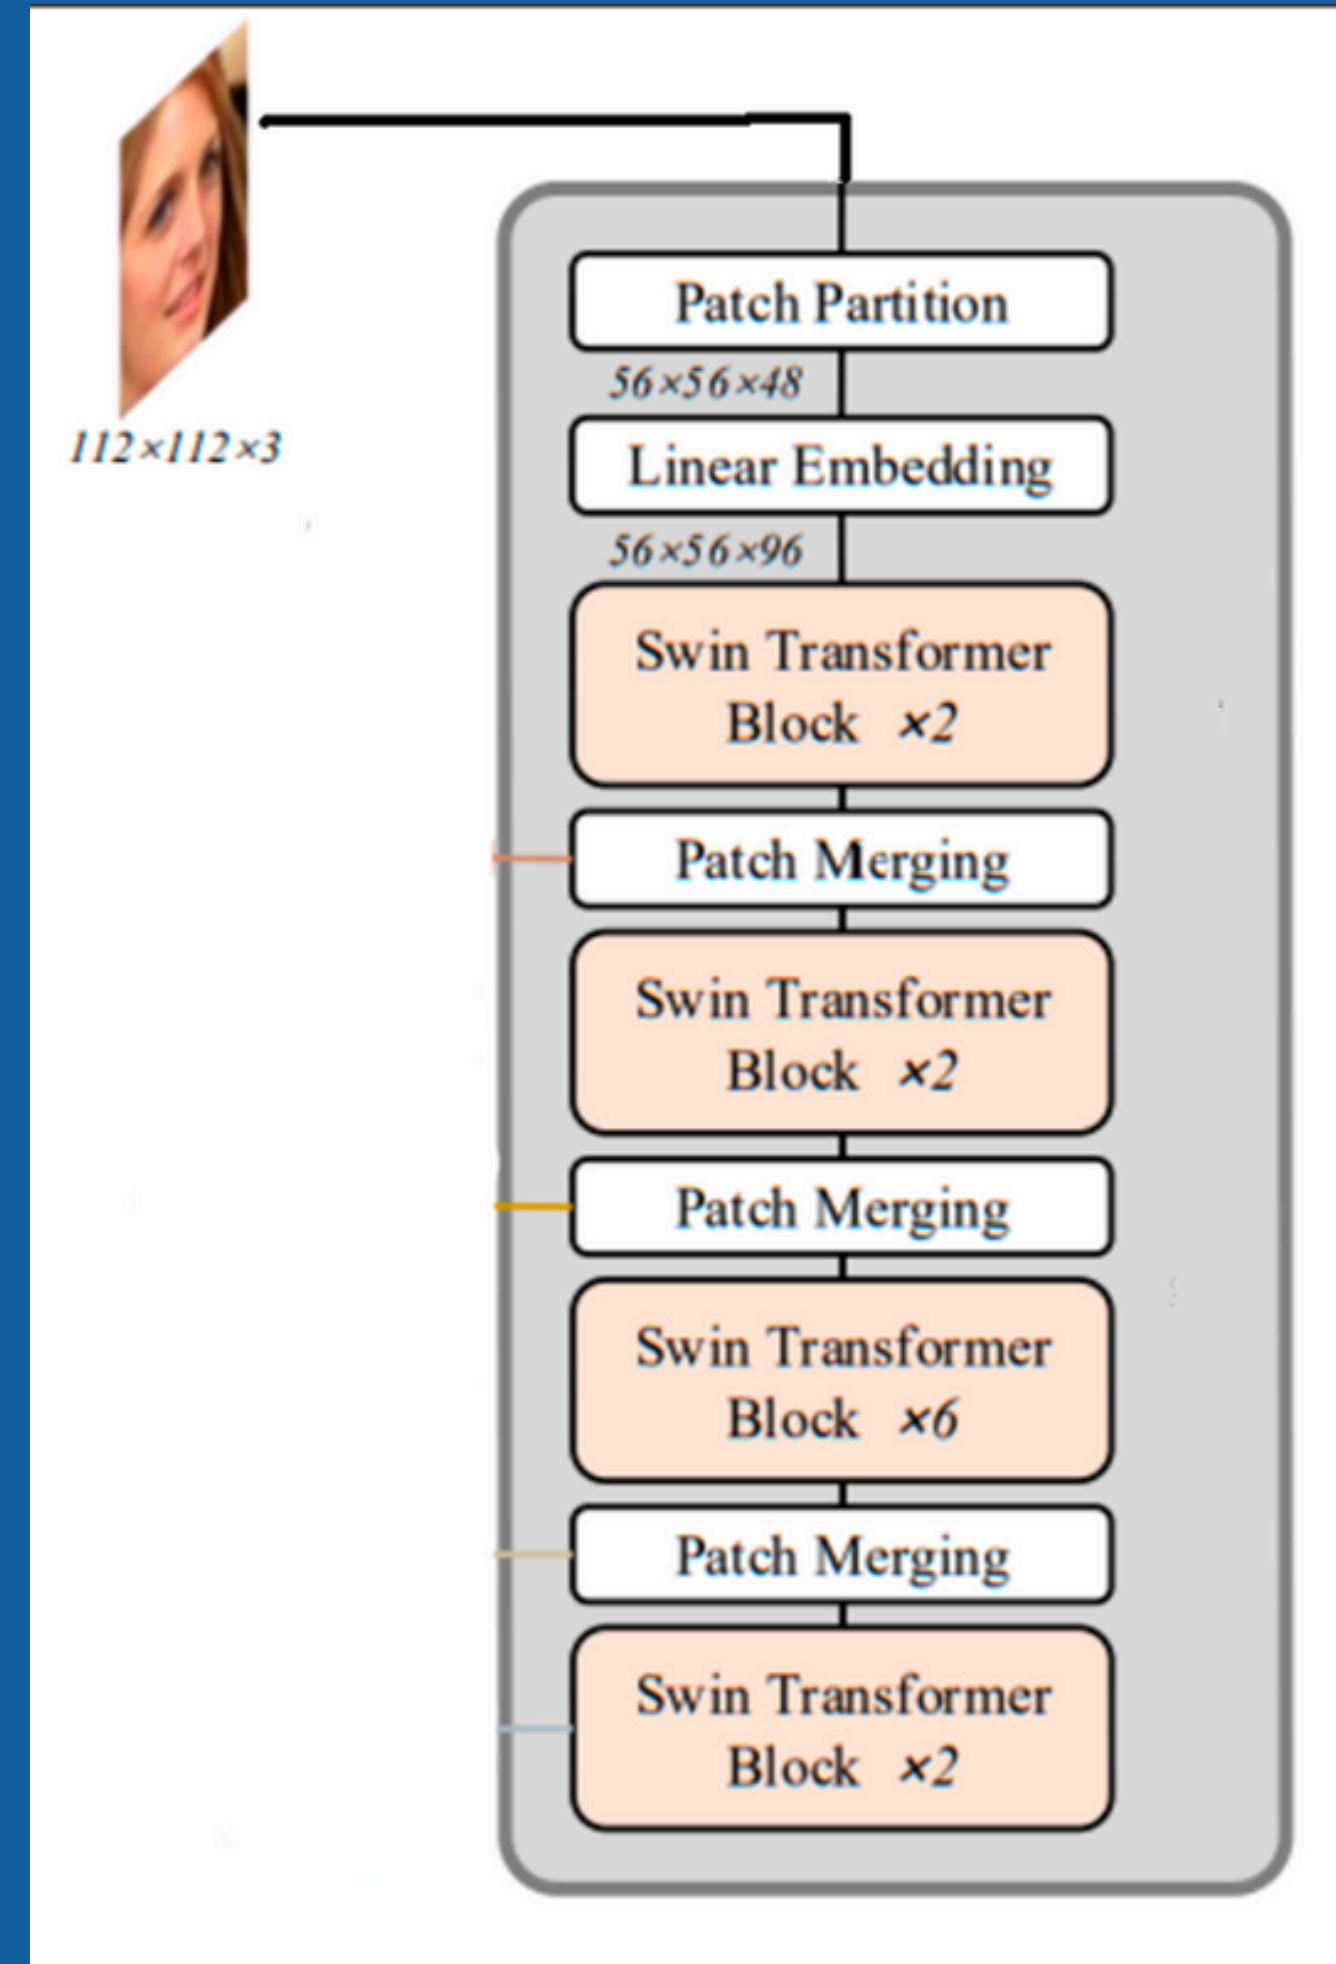 112×112×3
Patch Partition
56×56×48
Linear Embedding
56×56×96
Swin Transformer
Block ×2
Patch Merging
Swin Transformer
Block ×2
Patch Merging
Swin Transformer
Block ×6
Patch Merging
Swin Transformer
Block ×2